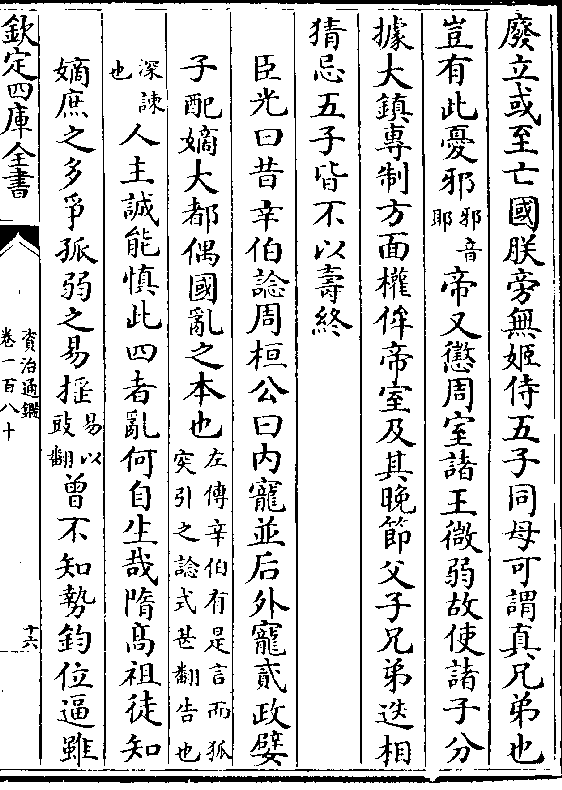 廢立或至亡國朕旁無姬侍五子同母可謂真兄弟也
豈有此憂邪邪音耶帝又懲周室諸王微弱故使諸子分
據大鎮專制方面權侔帝室及其晚節父子兄弟迭相
猜忌五子皆不以壽終
臣光曰昔辛伯諗周桓公曰内寵並后外寵貳政嬖
子配嫡大都偶國亂之本也左傳辛伯有是言而狐突引之諗式甚翻告也
深諫也人主誠能慎此四者亂何自生哉隋髙祖徒知
嫡庶之多爭孤弱之易揺易以豉翻曾不知勢鈞位逼雖
欽定四庫全書
資治通鑑
卷一百八十
十六